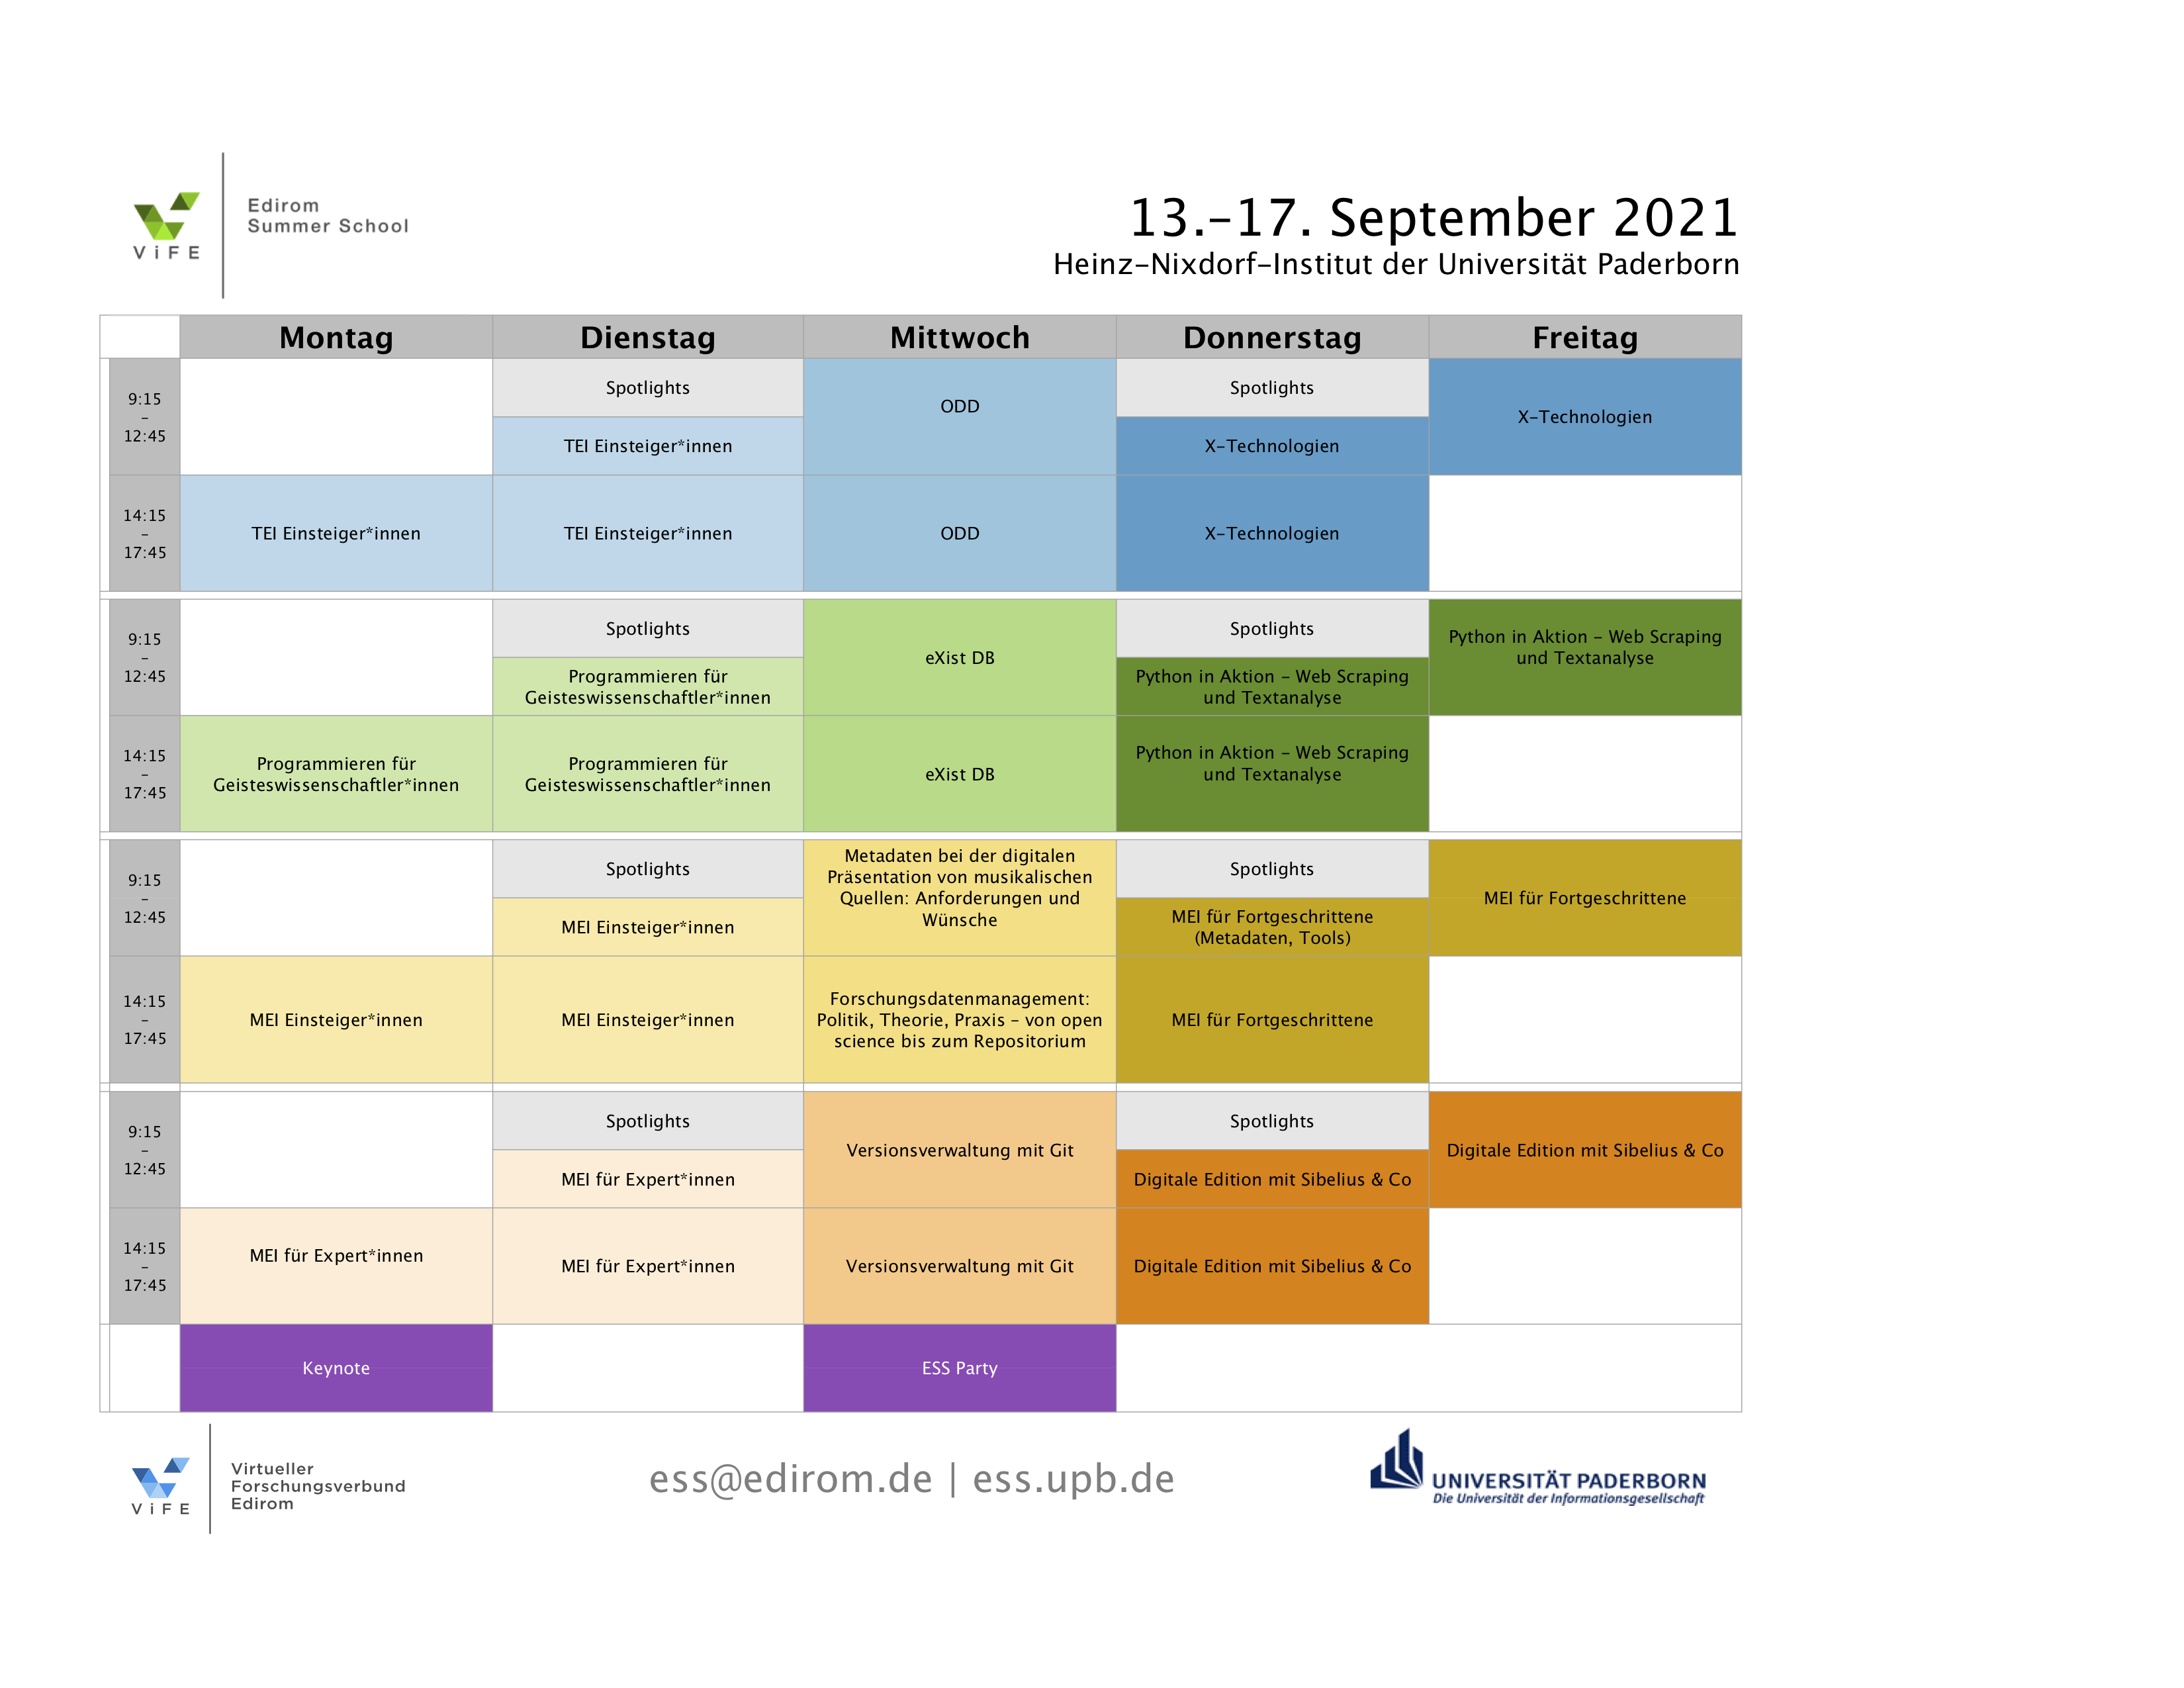 ViFE
Edirom
Summer School
13.–17. September 2021
Heinz–Nixdorf–Institut der Universität Paderborn
Montag Dienstag Mittwoch Donnerstag Freitag
9:15
–
12:45
Spotlights
TEI Einsteiger*innen
ODD
Spotlights
X–Technologien
X–Technologien
14:15
–
17:45
TEI Einsteiger*innen
TEI Einsteiger*innen
ODD
X–Technologien
9:15
–
12:45
Spotlights
Programmieren für
Geisteswissenschaftler*innen
eXist DB
Spotlights
Python in Aktion – Web Scraping
und Textanalyse
Python in Aktion – Web Scraping
und Textanalyse
14:15
–
17:45
Programmieren für
Geisteswissenschaftler*innen
Programmieren für
Geisteswissenschaftler*innen
eXist DB
Python in Aktion – Web Scraping
und Textanalyse
9:15
–
12:45
Spotlights
MEI Einsteiger*innen
Metadaten bei der digitalen
Präsentation von musikalischen
Quellen: Anforderungen und
Wünsche
Spotlights
MEI für Fortgeschrittene
(Metadaten, Tools)
MEI für Fortgeschrittene
14:15
–
17:45
MEI Einsteiger*innen
MEI Einsteiger*innen
Forschungsdatenmanagement:
Politik, Theorie, Praxis – von open
science bis zum Repositorium
MEI für Fortgeschrittene
9:15
–
12:45
Spotlights
MEI für Expert*innen
Versionsverwaltung mit Git
Spotlights
Digitale Edition mit Sibelius & Co
Digitale Edition mit Sibelius & Co
14:15
–
17:45
MEI für Expert*innen
MEI für Expert*innen
Versionsverwaltung mit Git
Digitale Edition mit Sibelius & Co
Keynote
ESS Party
ViFE
Virtueller
Forschungsverbund
Edirom
ess@edirom.de | ess.upb.de
UNIVERSITÄT PADERBORN
Die Universität der Informationsgesellschaft